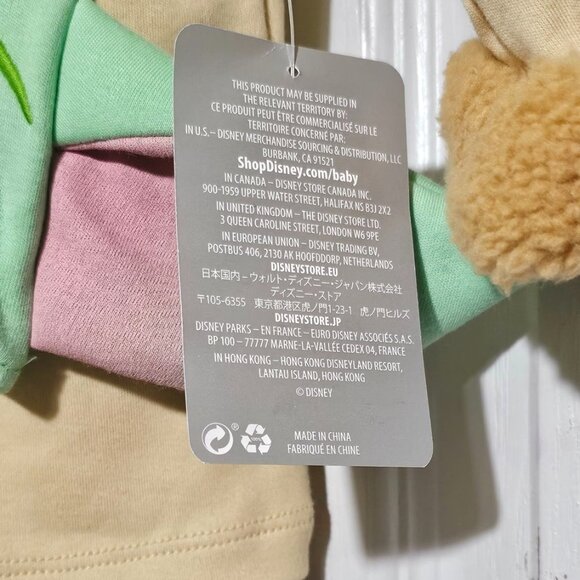 THIS PRODUCT MAY BE SUPPLIED IN
THE RELEVANT TERRITORY BY:
CE PRODUIT PEUT ÊTRE COMMERCIALISÉ SUR LE
TERRITOIRE CONCERNÉ PAR:
IN U.S.– DISNEY MERCHANDISE SOURCING & DISTRIBUTION, LLC
BURBANK, CA 91521
ShopDisney.com/baby
IN CANADA – DISNEY STORE CANADA INC.
900-1959 UPPER WATER STREET, HALIFAX NS B3J 2X2
IN UNITED KINGDOM – THE DISNEY STORE LTD.
3 QUEEN CAROLINE STREET, LONDON W6 9PE
IN EUROPEAN UNION – DISNEY TRADING BV,
POSTBUS 406, 2130 AK HOOFDDORP, NETHERLANDS
DISNEYSTORE.EU
日本国内－ウォルト・ディズニー・ジャパン株式会社
ディズニー・ストア
〒105-6355 東京都港区虎ノ門1-23-1 虎ノ門ヒルズ
DISNEYSTORE.JP
DISNEY PARKS – EN FRANCE – EURO DISNEY ASSOCIÉS S.A.S.
BP 100 – 77777 MARNE-LA-VALLÉE CEDEX 04, FRANCE
IN HONG KONG – HONG KONG DISNEYLAND RESORT,
LANTAU ISLAND, HONG KONG
© DISNEY
®
MADE IN CHINA
FABRIQUÉ EN CHINE